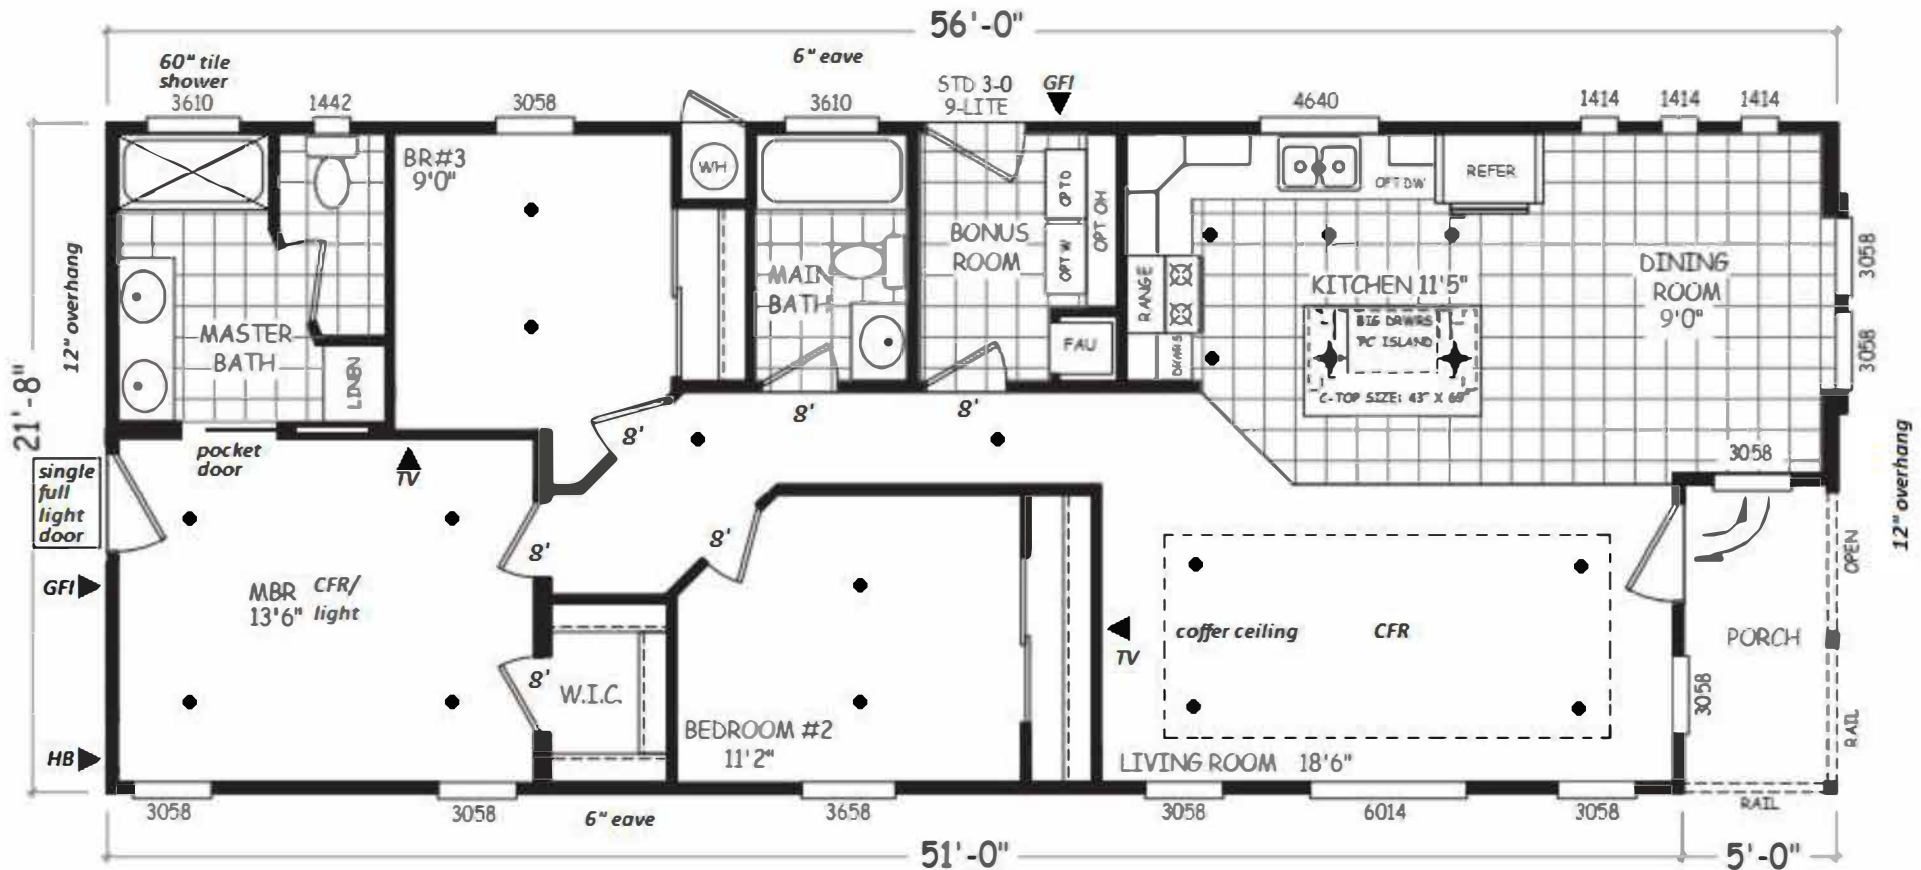 56'-0"
60" tile
shower
3610
1442
3058
6" eave
3610
STD 3-0
9-LITE
GFI
4640
1414
1414
1414
BR#3
9'0"
WH
BONUS
ROOM
OPT D
OPT W
OPT OH
OPT DW
REFER
12" overhang
MASTER
BATH
LINEN
MAIN
BATH
FAU
RANGE
DRWRS
KITCHEN 11'5"
BIG DRWRS
PC ISLAND
C-TOP SIZE: 43" X 69"
DINING
ROOM
9'0"
3058
3058
21'-8"
8'
8'
8'
3058
12" overhang
single
full
light
door
pocket
door
TV
8'
8'
OPEN
GFI
MBR CFR/
13'6" light
coffer ceiling CFR
TV
PORCH
8'
W.I.C.
3058
RAIL
HB
BEDROOM #2
11'2"
LIVING ROOM 18'6"
3058
3058
6" eave
3658
3058
6014
3058
RAIL
51'-0"
5'-0"